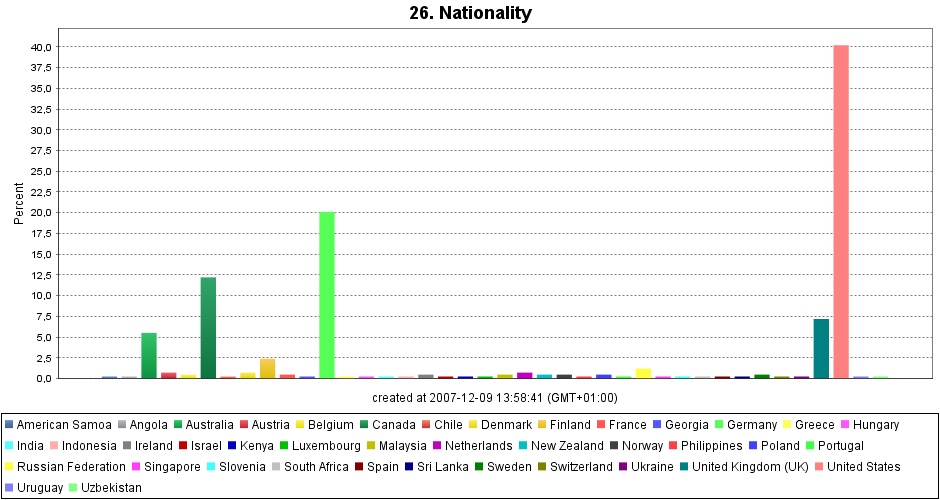 26. Nationality
40,0
37,5
35,0
32,5
30,0
27,5
25,0
22,5
20,0
17,5
15,0
12,5
10,0
7,5
5,0
2,5
0,0
Percent
created at 2007-12-09 13:58:41 (GMT+01:00)
American Samoa Angola Australia Austria Belgium Canada Chile Denmark Finland France Georgia Germany Greece Hungary
India Indonesia Ireland Israel Kenya Luxembourg Malaysia Netherlands New Zealand Norway Philippines Poland Portugal
Russian Federation Singapore Slovenia South Africa Spain Sri Lanka Sweden Switzerland Ukraine United Kingdom (UK) United States
Uruguay Uzbekistan